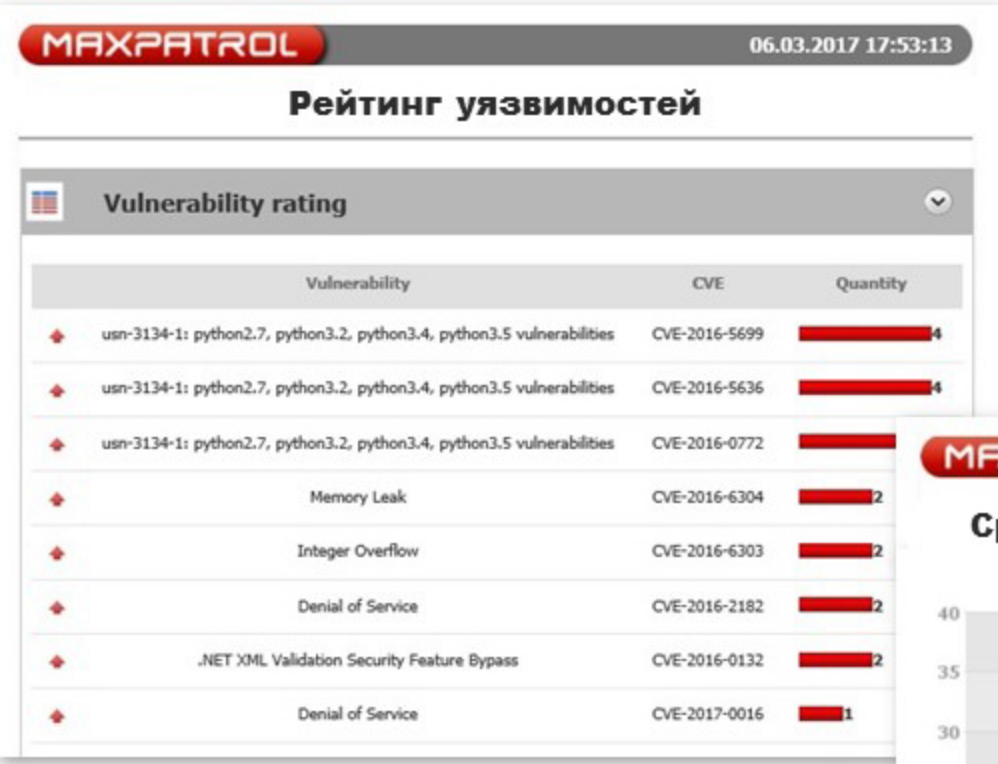 MAXPATROL 06.03.2017 17:53:13
Рейтинг уязвимостей
Vulnerability rating
Vulnerability CVE Quantity
usn-3134-1: python2.7, python3.2, python3.4, python3.5 vulnerabilities CVE-2016-5699 4
usn-3134-1: python2.7, python3.2, python3.4, python3.5 vulnerabilities CVE-2016-5636 4
usn-3134-1: python2.7, python3.2, python3.4, python3.5 vulnerabilities CVE-2016-0772
Memory Leak CVE-2016-6304 2
Integer Overflow CVE-2016-6303 2
Denial of Service CVE-2016-2182 2
.NET XML Validation Security Feature Bypass CVE-2016-0132 2
Denial of Service CVE-2017-0016 1
40
35
30